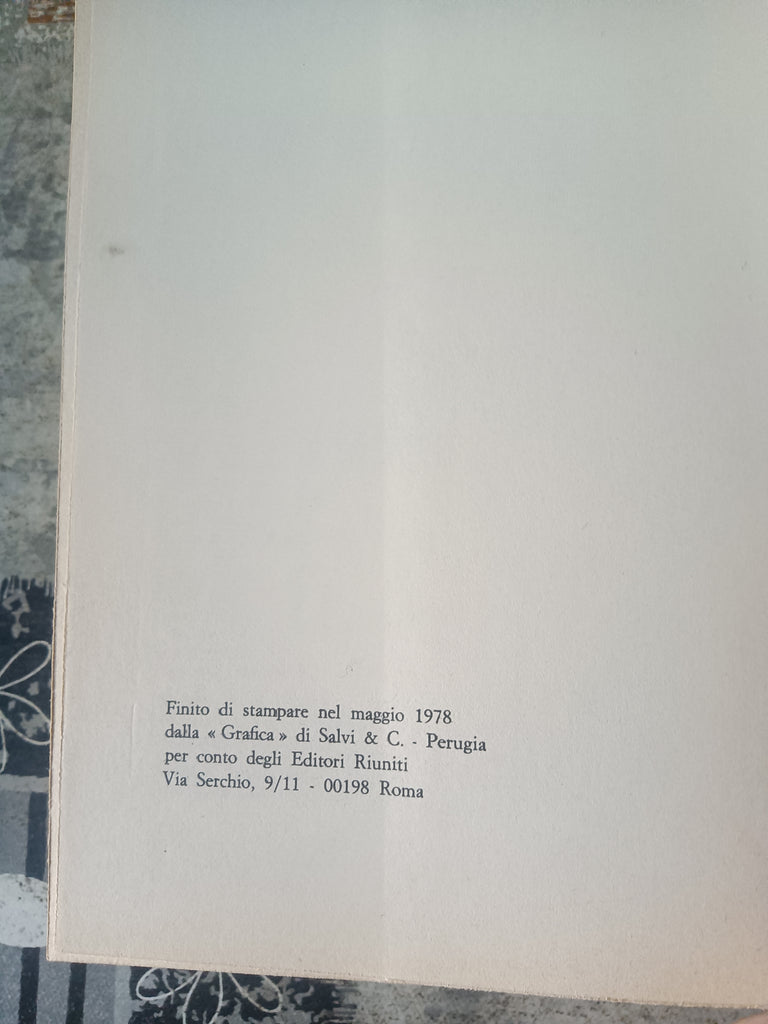 Finito di stampare nel maggio 1978
dalla « Grafica » di Salvi & C. - Perugia
per conto degli Editori Riuniti
Via Serchio, 9/11 - 00198 Roma